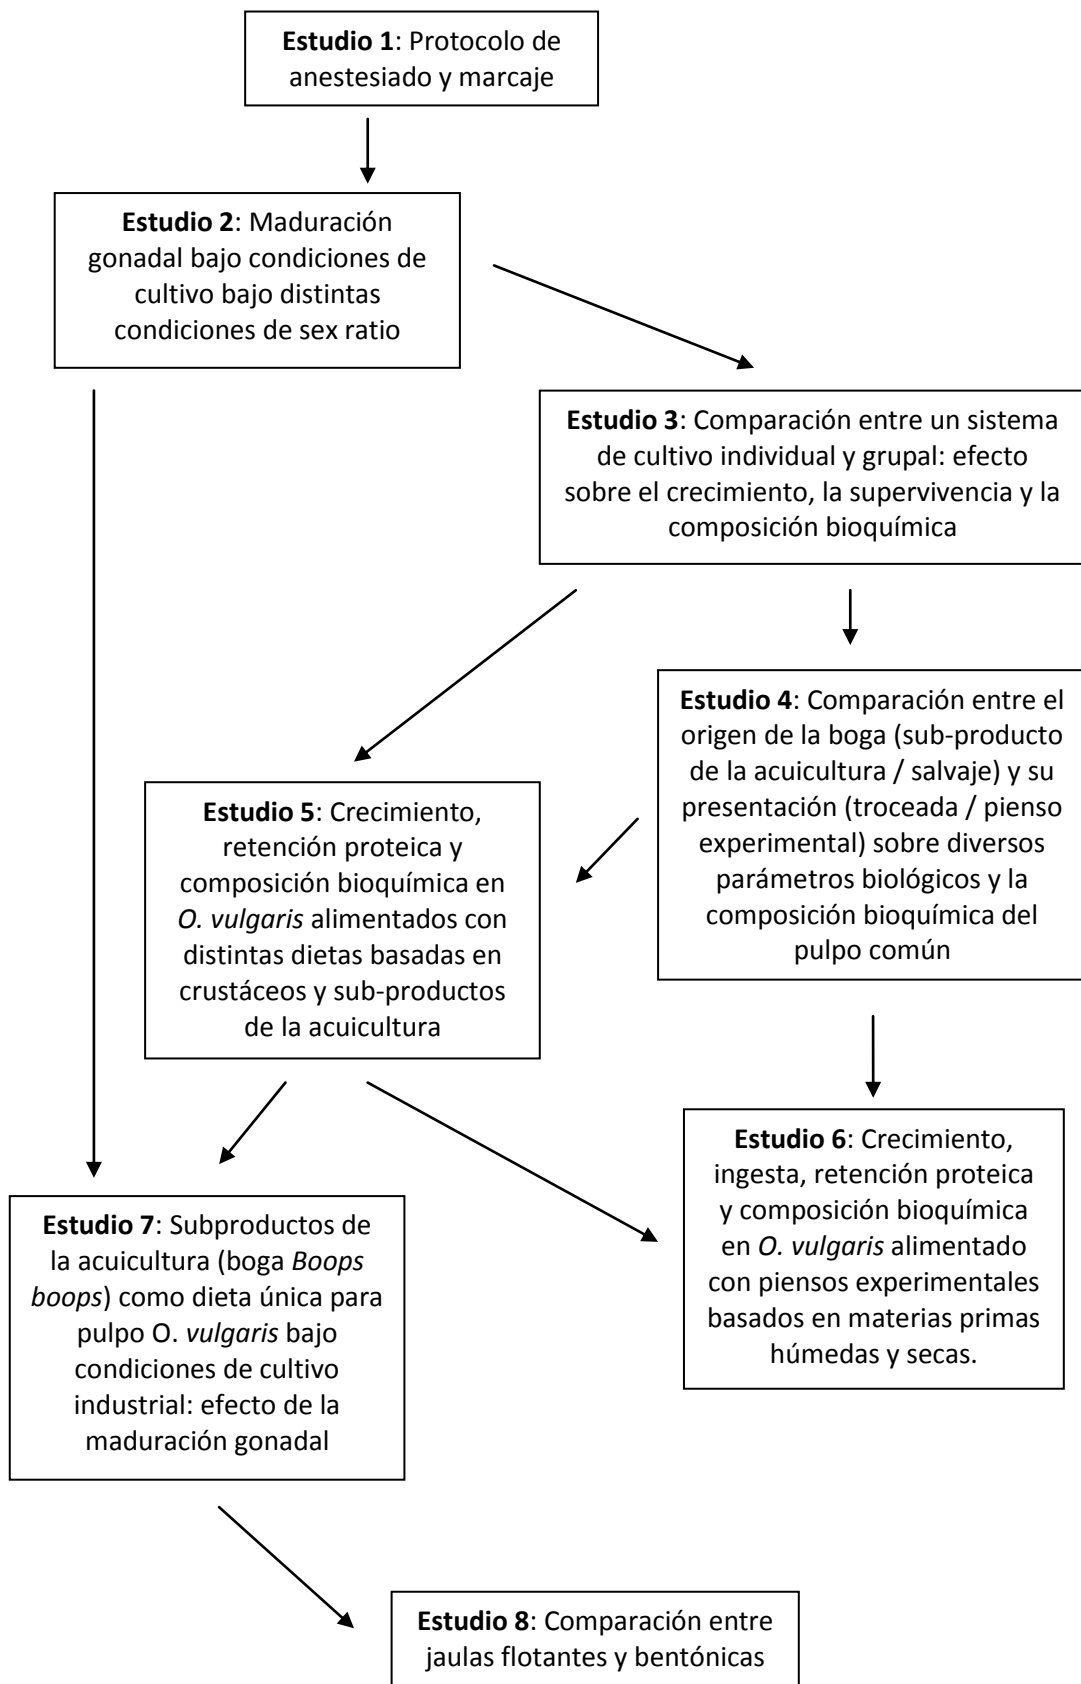 Estudio 1: Protocolo de
anestesiado y marcaje
Estudio 2: Maduración
gonadal bajo condiciones de
cultivo bajo distintas
condiciones de sex ratio
Estudio 3: Comparación entre un sistema
de cultivo individual y grupal: efecto
sobre el crecimiento, la supervivencia y la
composición bioquímica
Estudio 4: Comparación entre el
origen de la boga (sub-producto
de la acuicultura / salvaje) y su
presentación (troceada / pienso
experimental) sobre diversos
parámetros biológicos y la
composición bioquímica del
pulpo común
Estudio 5: Crecimiento,
retención proteica y
composición bioquímica en
O. vulgaris alimentados con
distintas dietas basadas en
crustáceos y sub-productos
de la acuicultura
Estudio 6: Crecimiento,
ingesta, retención proteica
y composición bioquímica
en O. vulgaris alimentado
con piensos experimentales
basados en materias primas
húmedas y secas.
Estudio 7: Subproductos de
la acuicultura (boga Boops
boops) como dieta única para
pulpo O. vulgaris bajo
condiciones de cultivo
industrial: efecto de la
maduración gonadal
Estudio 8: Comparación entre
jaulas flotantes y bentónicas